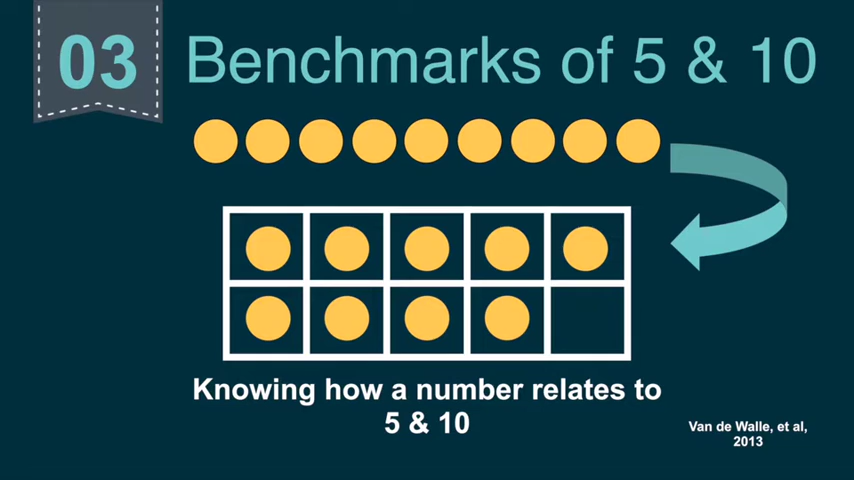 03
Benchmarks of 5 & 10
Knowing how a number relates to
5 & 10
Van de Walle, et al,
2013